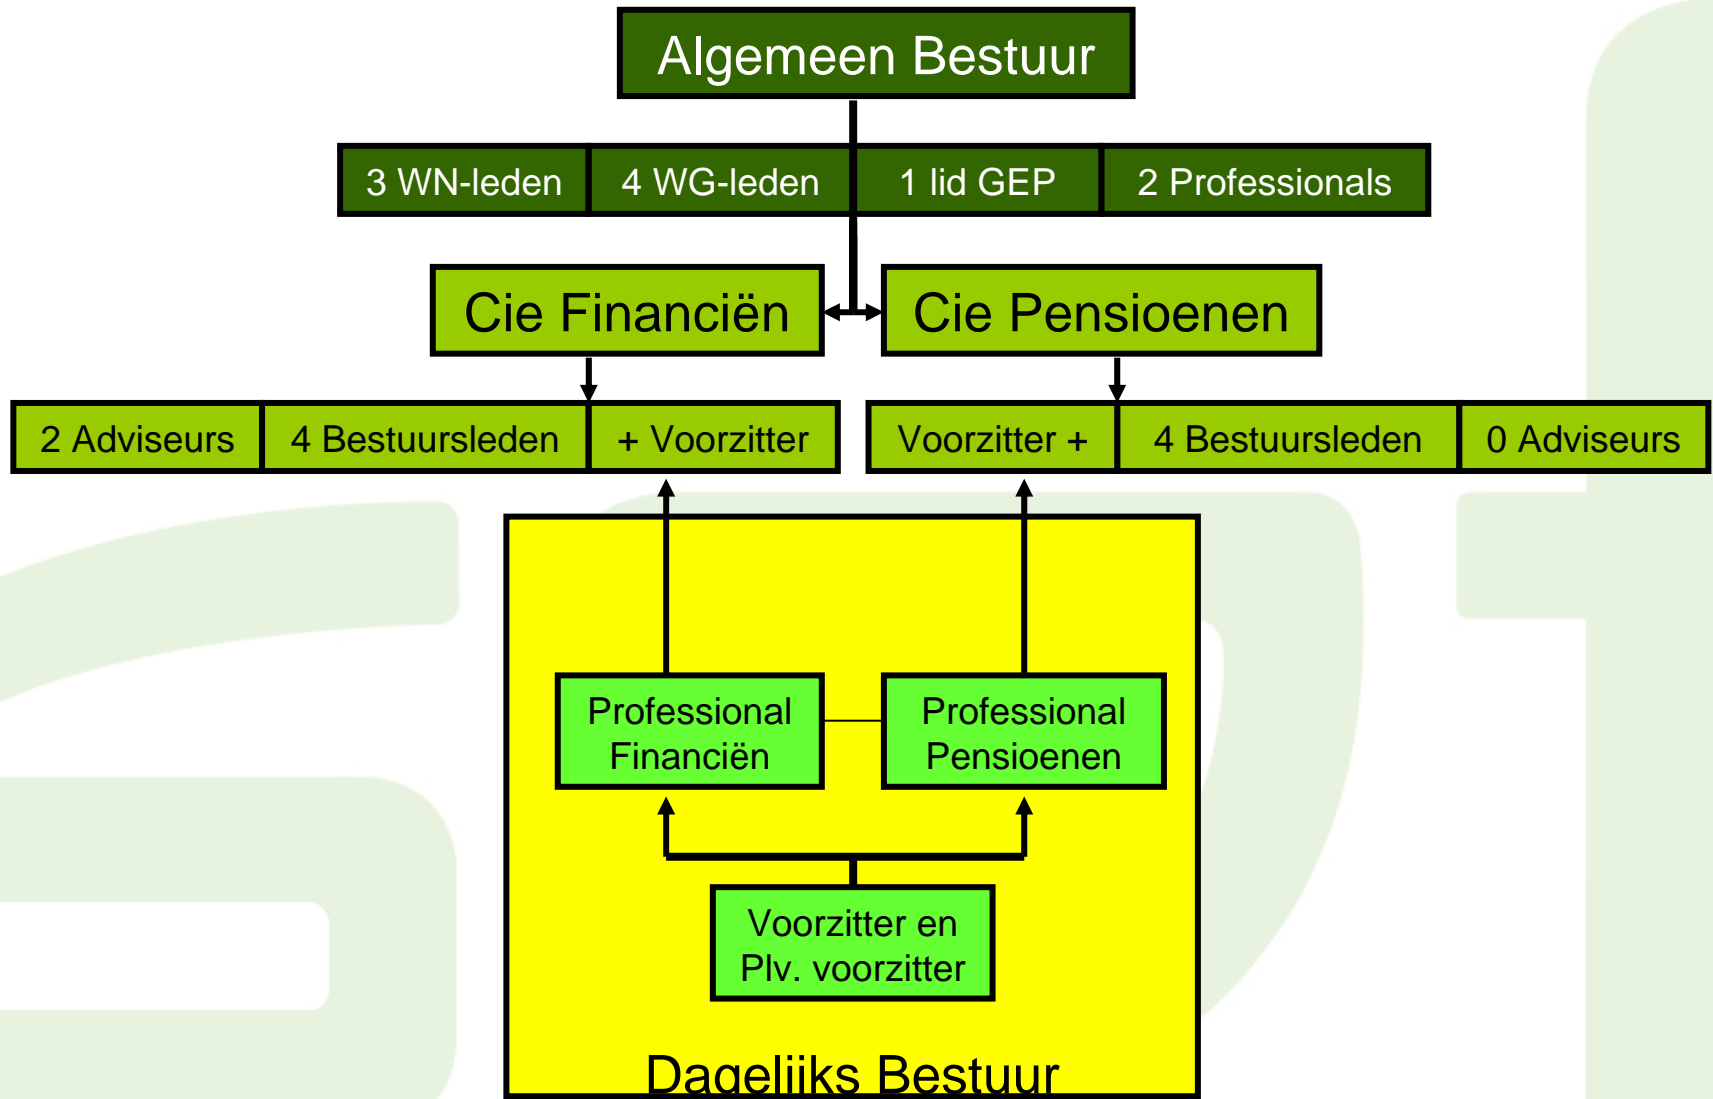 Algemeen Bestuur
3 WN-leden
4 WG-leden
1 lid GEP
2 Professionals
Cie Financiën
Cie Pensioenen
2 Adviseurs
4 Bestuursleden
+ Voorzitter
Voorzitter +
4 Bestuursleden
0 Adviseurs
Professional
Financiën
Professional
Pensioenen
Voorzitter en
Plv. voorzitter
Dagelijks Bestuur